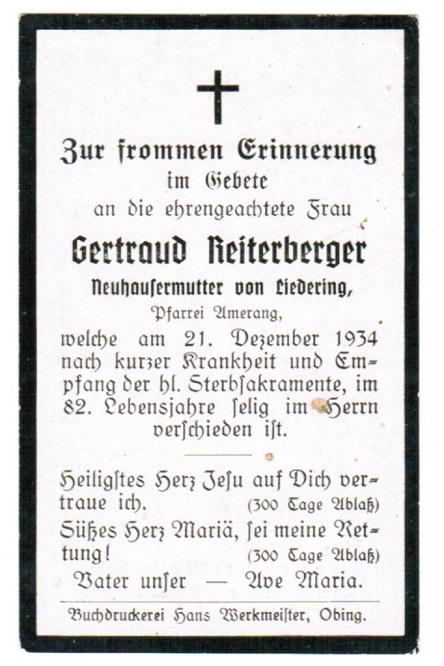 Zur frommen Erinnerung
im Gebete
an die ehrengeachtete Frau
Gertraud Reiterberger
Neuhausermutter von Liedering,
Pfarrei Amerang,
welche am 21. Dezember 1934
nach kurzer Krankheit und Em-
pfang der hl. Sterbsakramente, im
82. Lebensjahre selig im Herrn
verschieden ist.
Heiligstes Herz Jesu auf Dich ver-
traue ich. (300 Tage Ablaß)
Süßes Herz Mariä, sei meine Ret-
tung! (300 Tage Ablaß)
Vater unser — Ave Maria.
Buchdruckerei Hans Werkmeister, Obing.